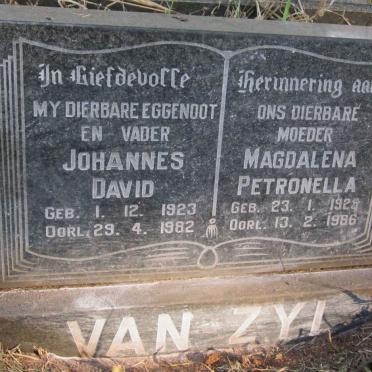 In Liefdevolle
MY DIERBARE EGGENOOT
EN VADER
JOHANNES
DAVID
GEB. 1. 12. 1923
OORL. 29. 4. 1982
Herinnering aan
ONS DIERBARE
MOEDER
MAGDALENA
PETRONELLA
GEB. 23. 1. 1925
OORL. 13. 2. 1986
VAN ZYL